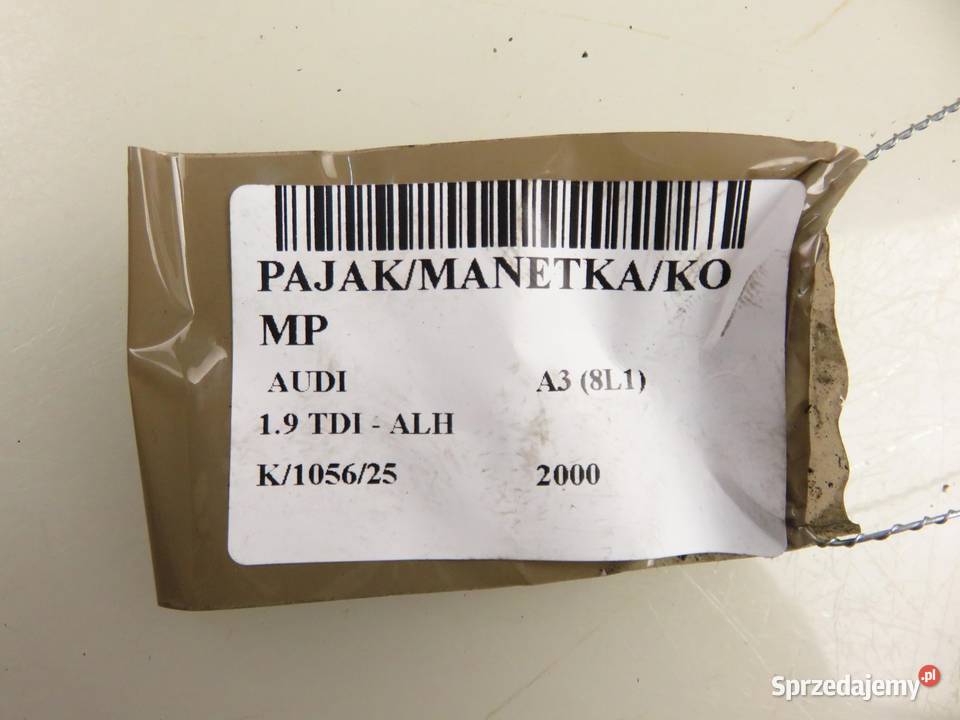 PAJAK/MANETKA/KO
MP
AUDI A3 (8L1)
1.9 TDI - ALH
K/1056/25 2000
Sprzedajemy.pl